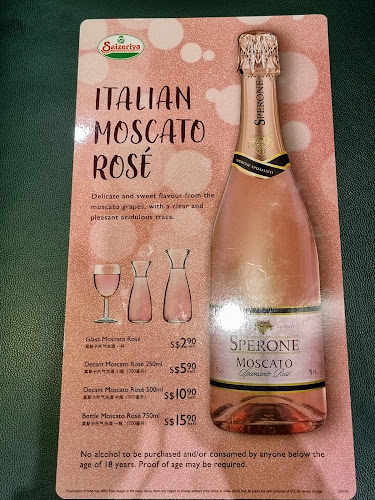 Saizeriya
ITALIAN
MOSCATO
ROSÉ
Delicate and sweet flavour from the
moscato grapes, with a clear and
pleasant acidulous trace.
Glass Moscato Rosé S$2.90
Decant Moscato Rosé 250ml S$5.90
Decant Moscato Rosé 500ml S$10.90
Bottle Moscato Rosé 750ml S$15.90
No alcohol to be purchased and/or consumed by anyone below the
age of 18 years. Proof of age may be required.
SPERONE
SPERONE
MOSCATO
Spumante Rosé